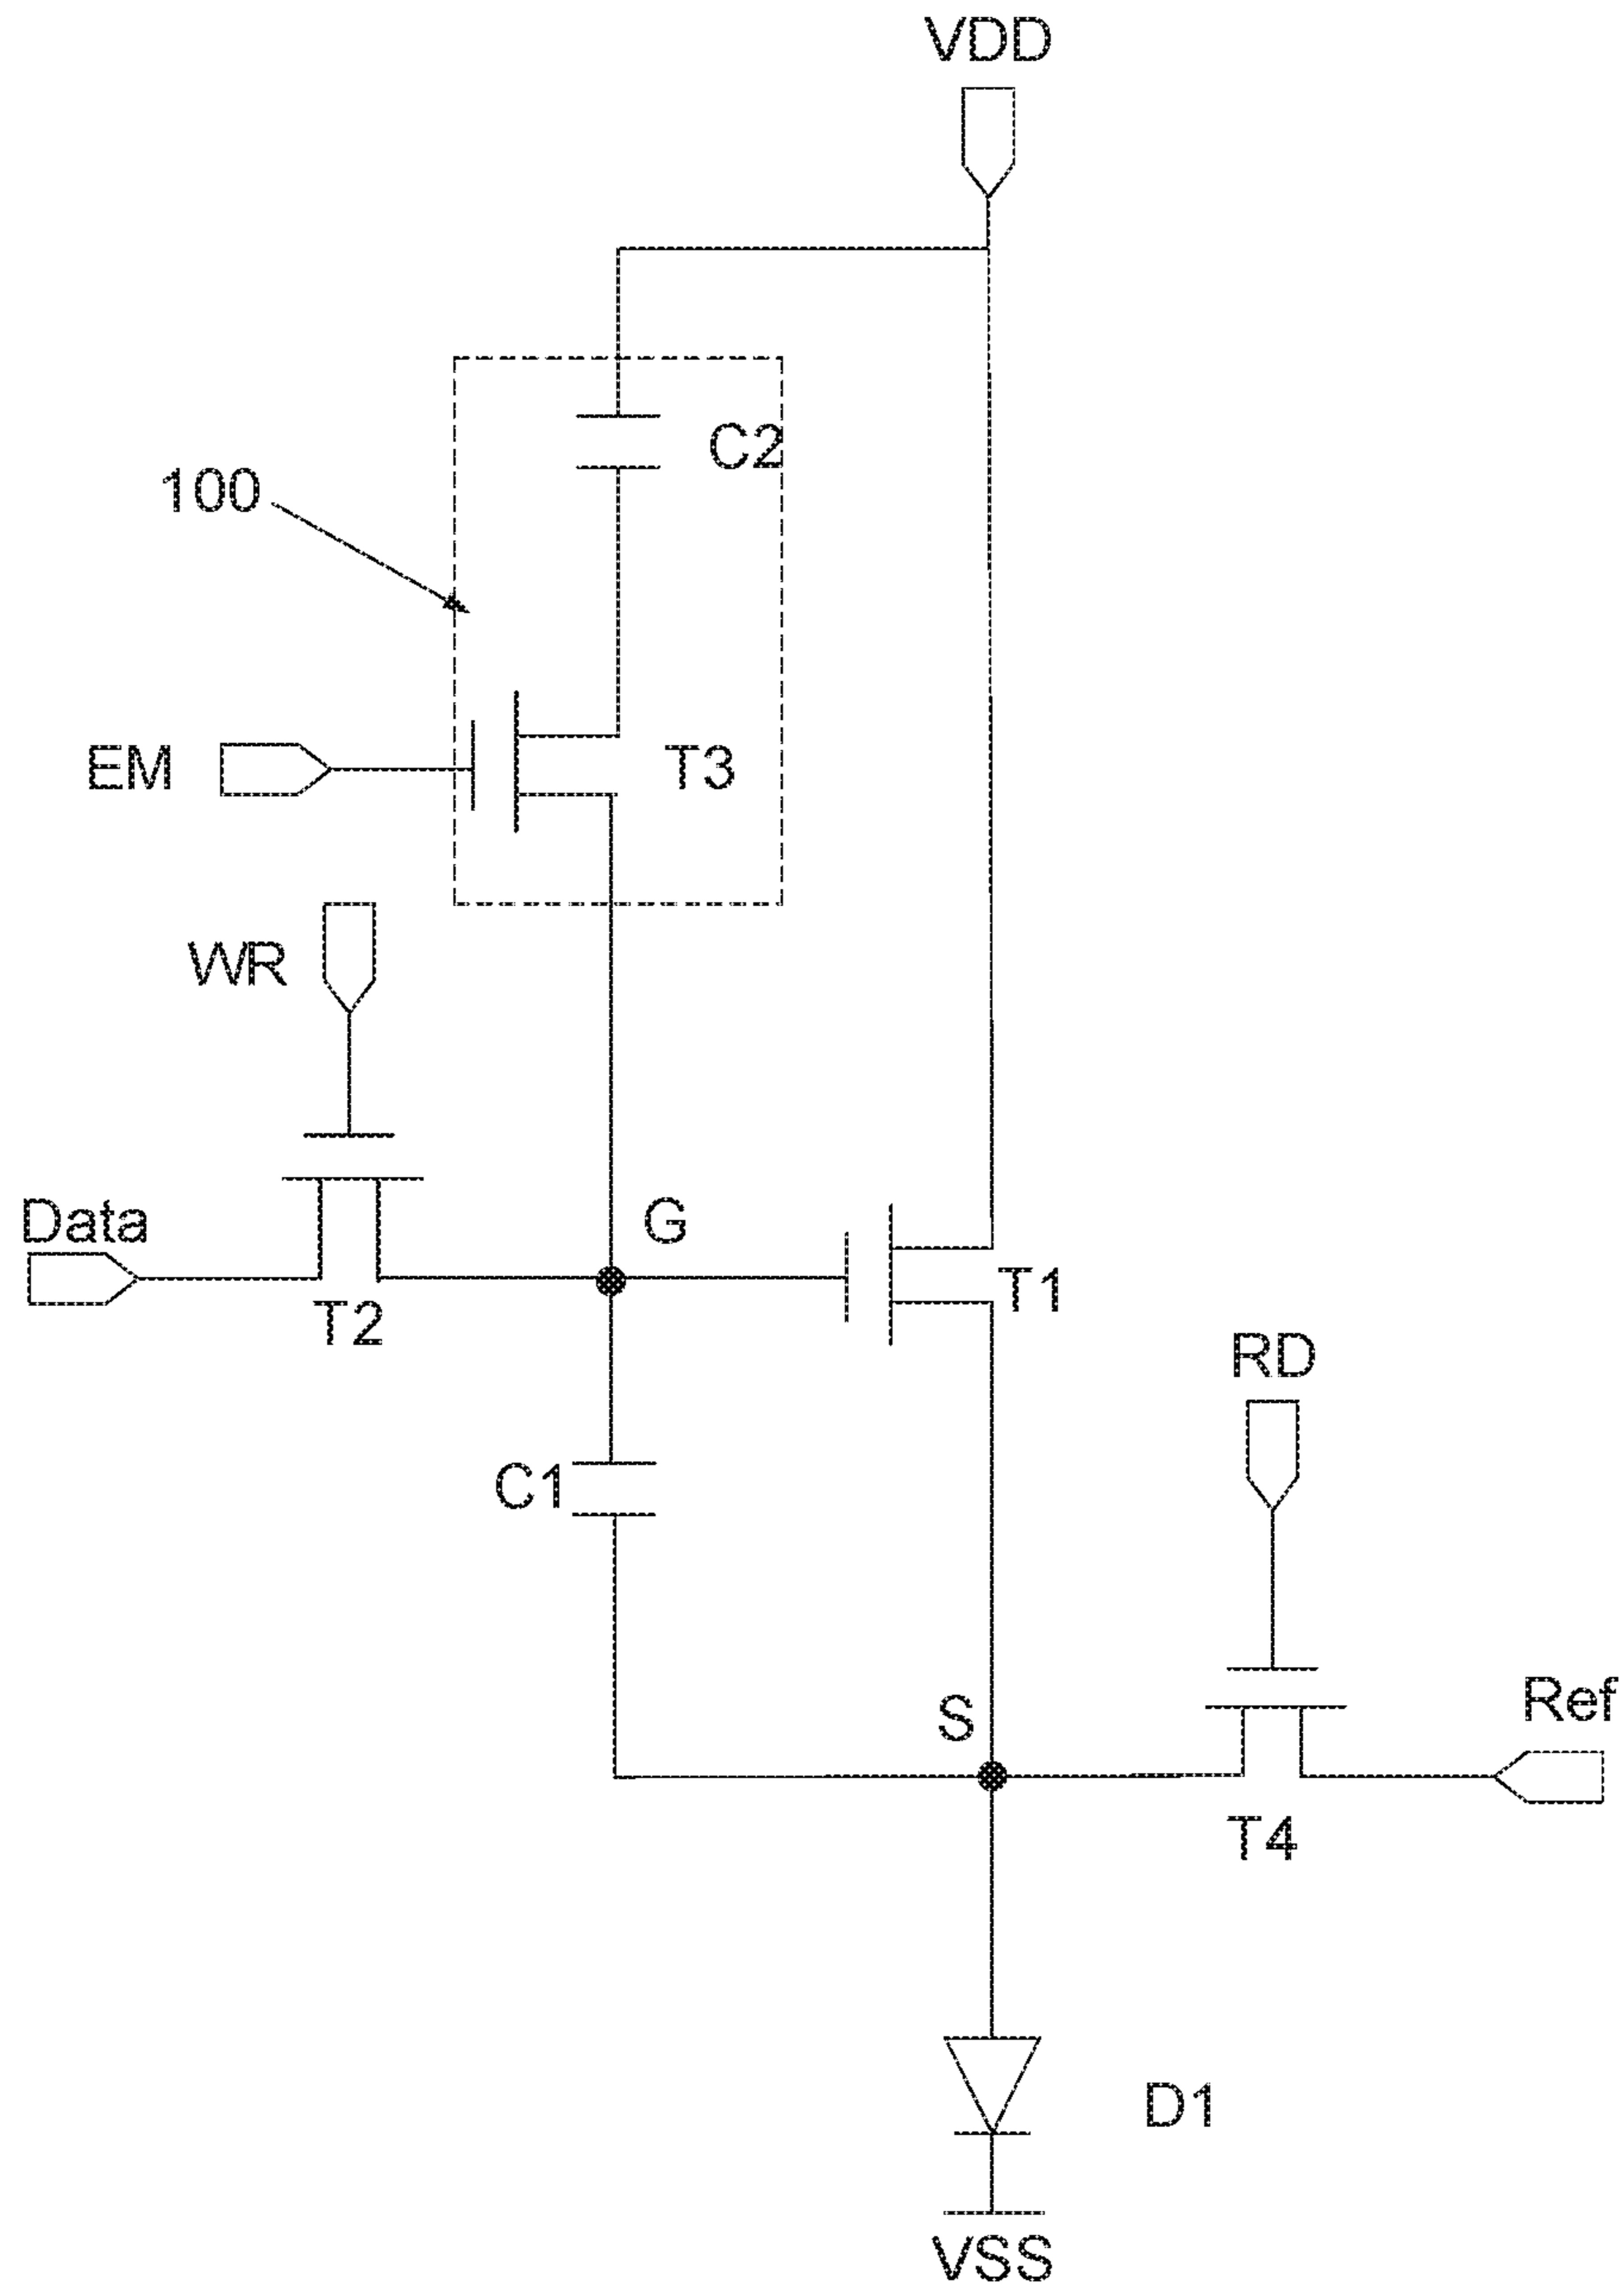 VDD
C2
100
EM
T3
WR
Data
G
T2
T1
RD
C1
S
Ref
T4
D1
VSS